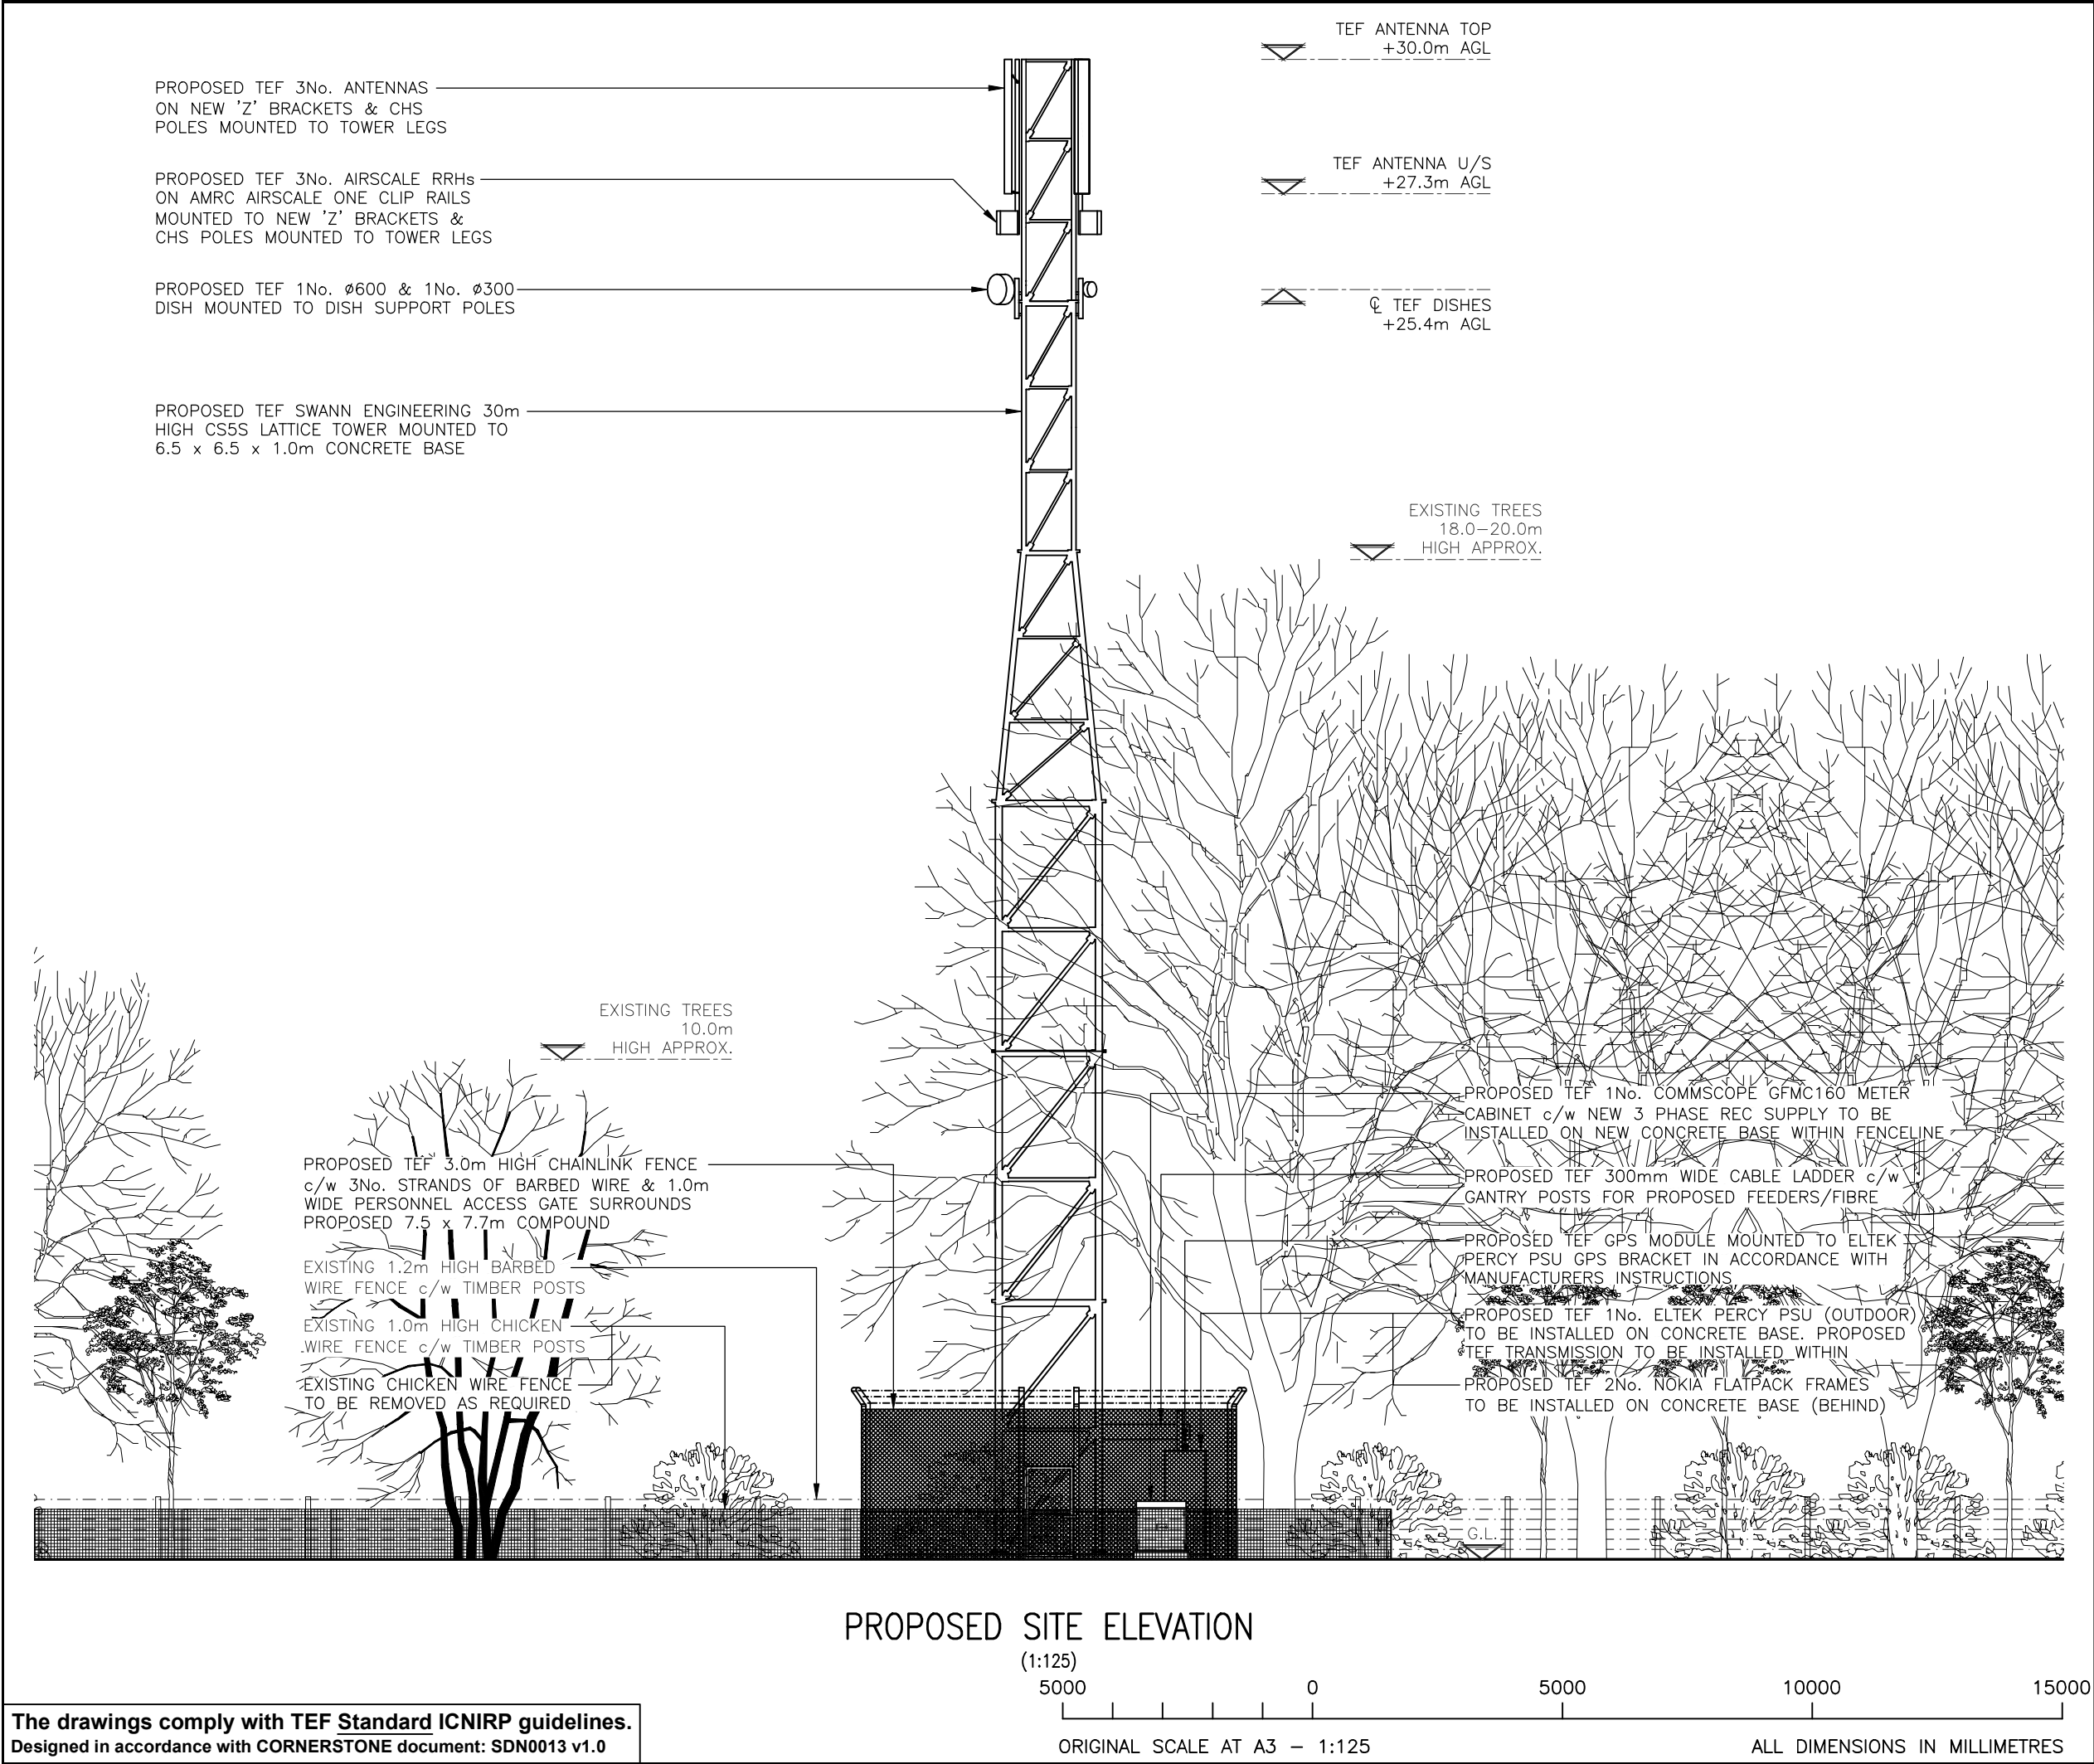 TEF ANTENNA TOP
+30.0m AGL
PROPOSED TEF 3No. ANTENNAS
ON NEW 'Z' BRACKETS & CHS
POLES MOUNTED TO TOWER LEGS
TEF ANTENNA U/S
+27.3m AGL
PROPOSED TEF 3No. AIRSCALE RRHs
ON AMRC AIRSCALE ONE CLIP RAILS
MOUNTED TO NEW 'Z' BRACKETS &
CHS POLES MOUNTED TO TOWER LEGS
PROPOSED TEF 1No. ø600 & 1No. ø300
DISH MOUNTED TO DISH SUPPORT POLES
℄ TEF DISHES
+25.4m AGL
PROPOSED TEF SWANN ENGINEERING 30m
HIGH CS5S LATTICE TOWER MOUNTED TO
6.5 x 6.5 x 1.0m CONCRETE BASE
EXISTING TREES
18.0-20.0m
HIGH APPROX.
EXISTING TREES
10.0m
HIGH APPROX.
PROPOSED TEF 3.0m HIGH CHAINLINK FENCE
c/w 3No. STRANDS OF BARBED WIRE & 1.0m
WIDE PERSONNEL ACCESS GATE SURROUNDS
PROPOSED 7.5 x 7.7m COMPOUND
EXISTING 1.2m HIGH BARBED
WIRE FENCE c/w TIMBER POSTS
EXISTING 1.0m HIGH CHICKEN
WIRE FENCE c/w TIMBER POSTS
EXISTING CHICKEN WIRE FENCE
TO BE REMOVED AS REQUIRED
PROPOSED TEF 1No. COMMSCOPE GFMC160 METER
CABINET c/w NEW 3 PHASE REC SUPPLY TO BE
INSTALLED ON NEW CONCRETE BASE WITHIN FENCELINE
PROPOSED TEF 300mm WIDE CABLE LADDER c/w
GANTRY POSTS FOR PROPOSED FEEDERS/FIBRE
PROPOSED TEF GPS MODULE MOUNTED TO ELTEK
PERCY PSU GPS BRACKET IN ACCORDANCE WITH
MANUFACTURERS INSTRUCTIONS
PROPOSED TEF 1No. ELTEK PERCY PSU (OUTDOOR)
TO BE INSTALLED ON CONCRETE BASE. PROPOSED
TEF TRANSMISSION TO BE INSTALLED WITHIN
PROPOSED TEF 2No. NOKIA FLATPACK FRAMES
TO BE INSTALLED ON CONCRETE BASE (BEHIND)
G.L.
PROPOSED SITE ELEVATION
(1:125)
5000 0 5000 10000 15000
ORIGINAL SCALE AT A3 - 1:125
ALL DIMENSIONS IN MILLIMETRES
The drawings comply with TEF Standard ICNIRP guidelines.
Designed in accordance with CORNERSTONE document: SDN0013 v1.0